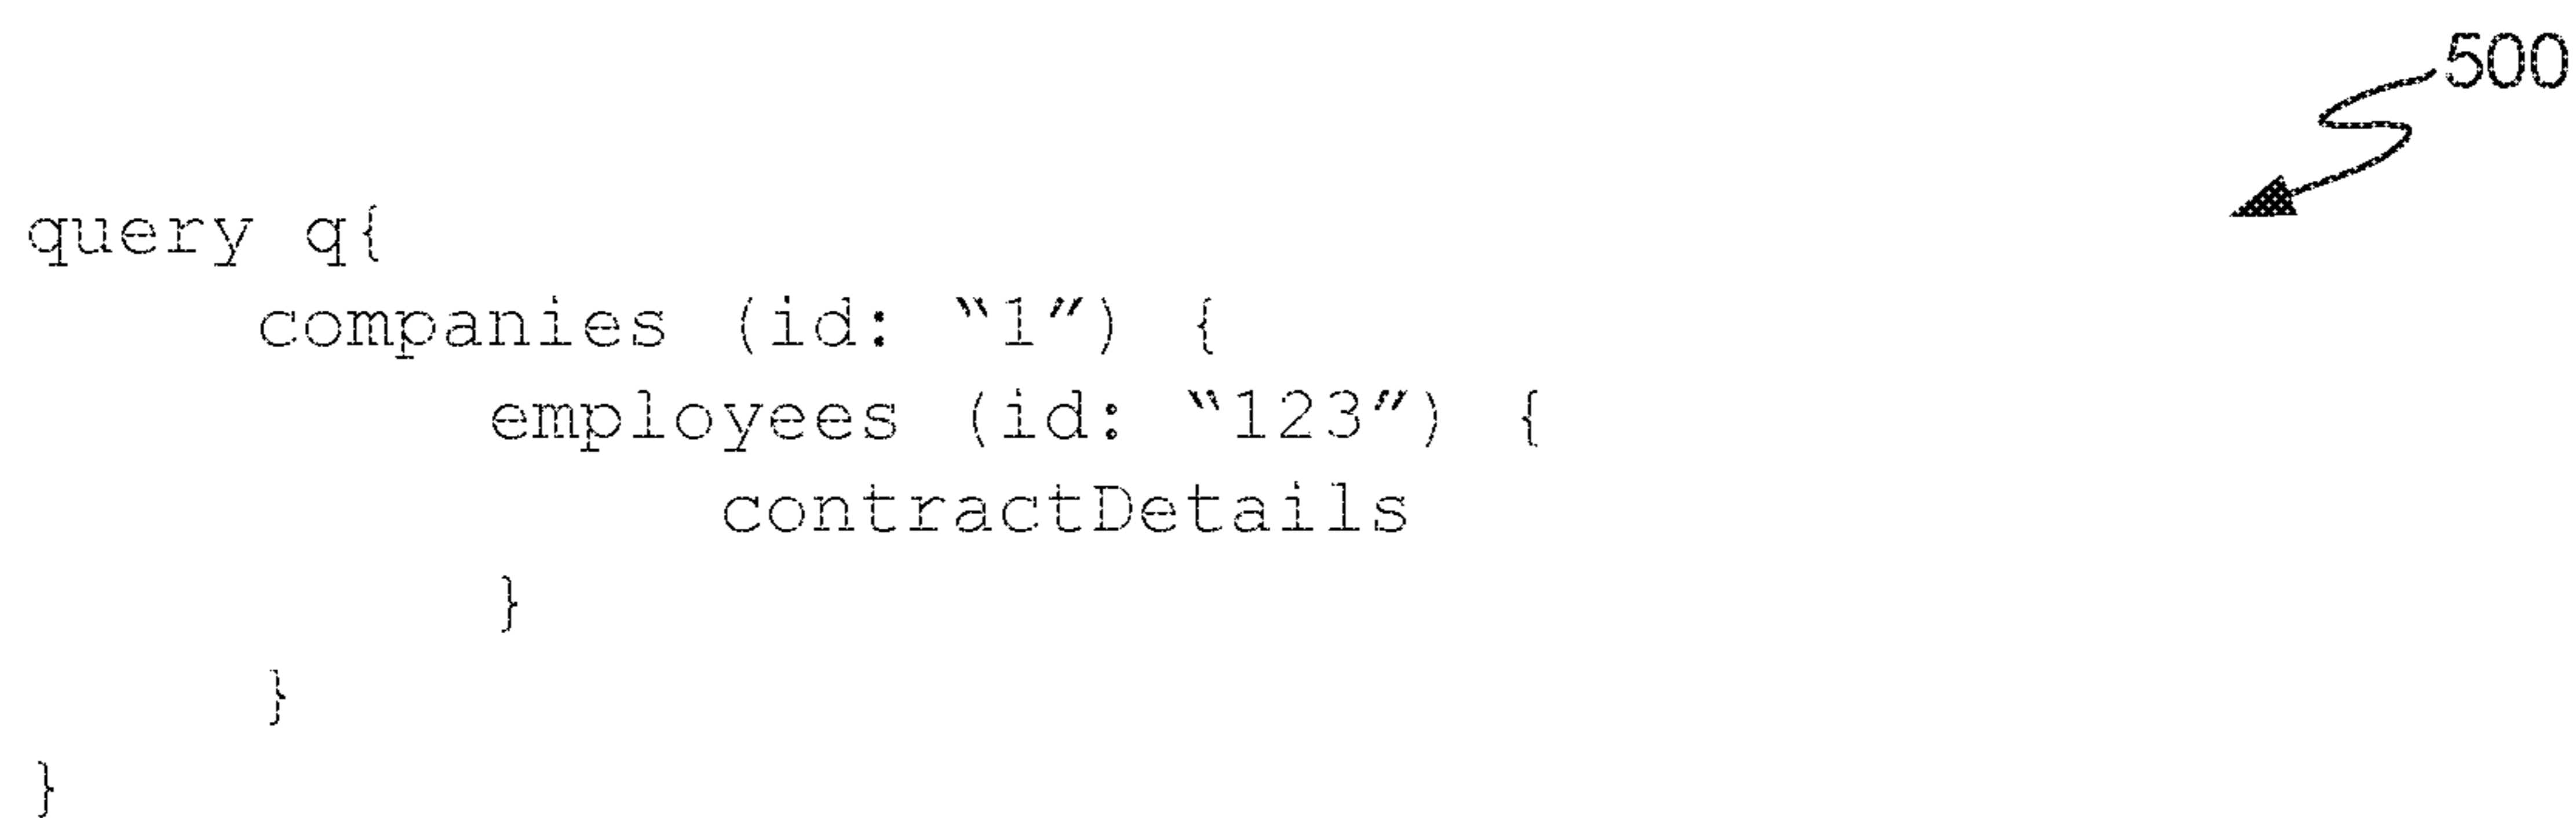 500
query q{
companies (id: “1”) {
employees (id: “123”) {
contractDetails
}
}
}